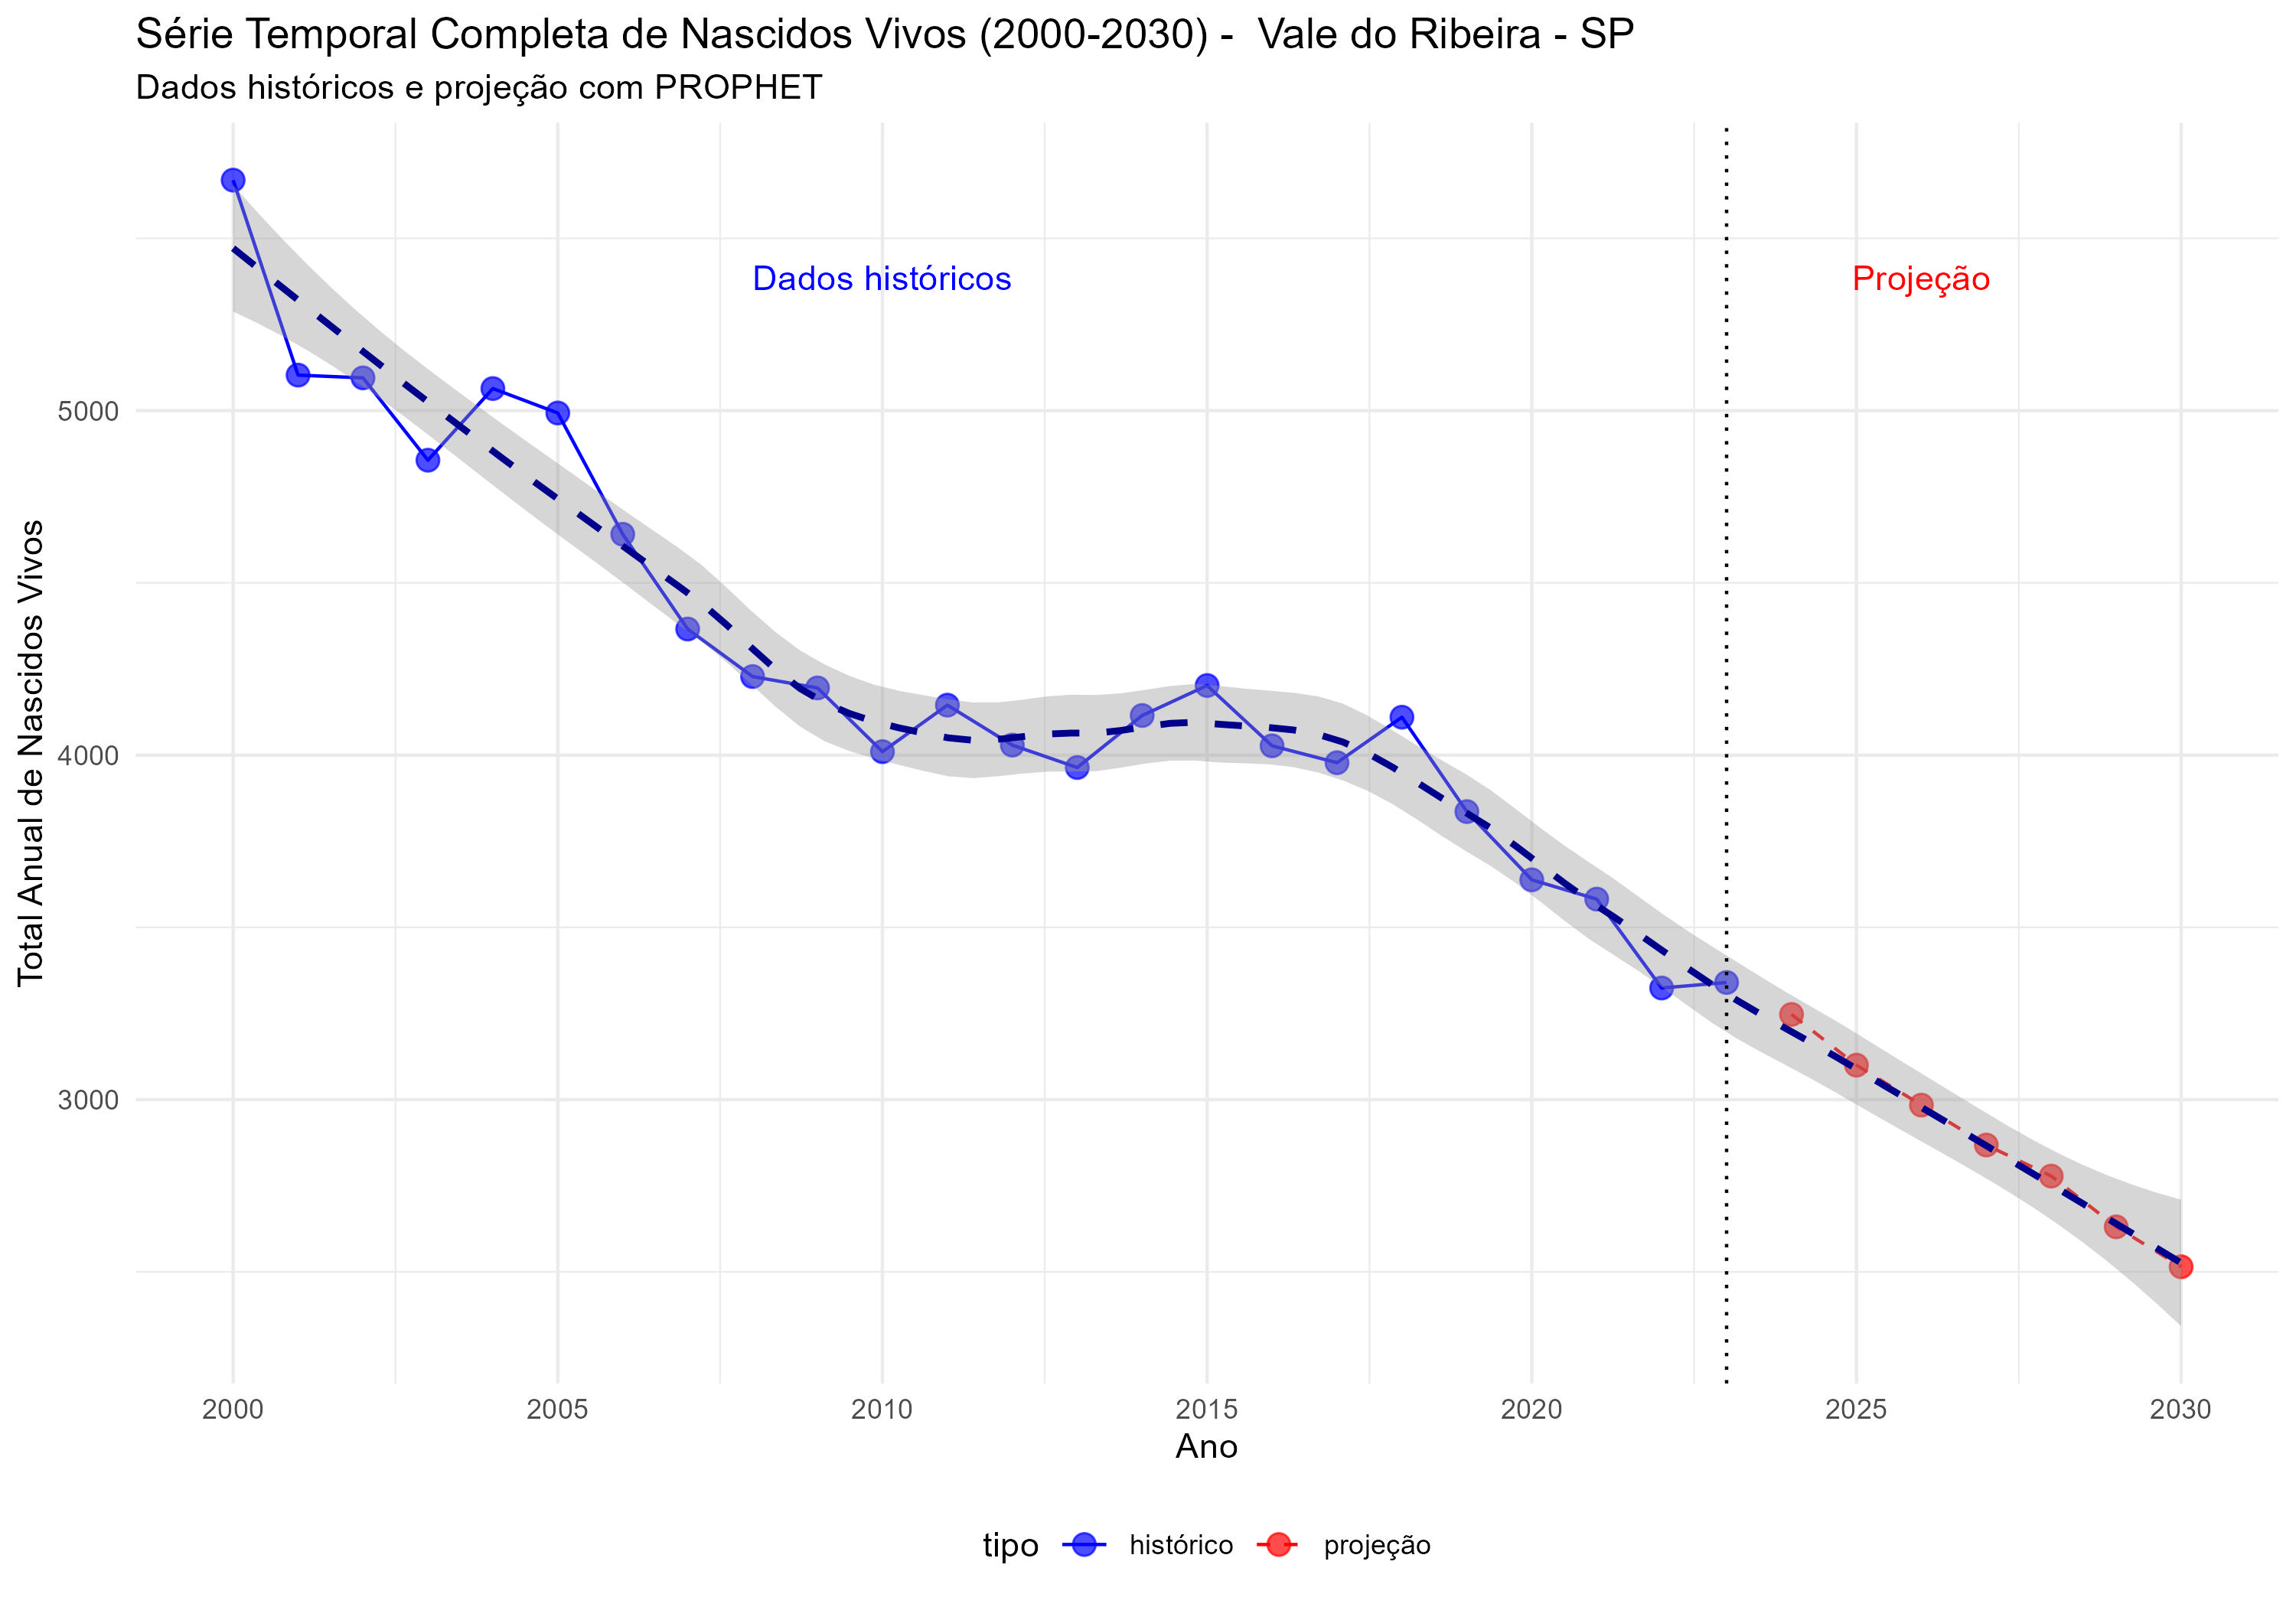 Série Temporal Completa de Nascidos Vivos (2000-2030) -  Vale do Ribeira - SP
Dados históricos e projeção com PROPHET
Dados históricos
Projeção
Total Anual de Nascidos Vivos
5000
4000
3000
2000
2005
2010
2015
2020
2025
2030
Ano
tipo
histórico
projeção